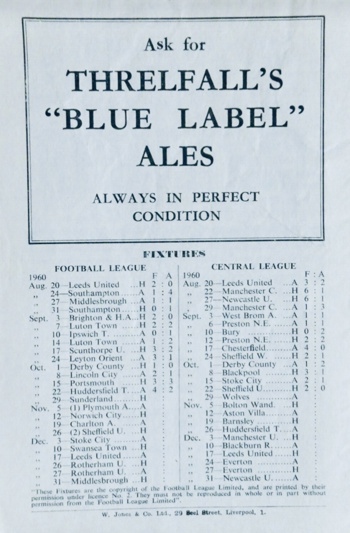 Ask for
THRELFALL'S
"BLUE LABEL"
ALES
ALWAYS IN PERFECT
CONDITION
FIXTURES
FOOTBALL LEAGUE
1960 F : A
Aug. 20—Leeds United ...H 2 : 0
„ 24—Southampton ...A 1 : 4
„ 27—Middlesbrough ...A 1 : 1
„ 31—Southampton ...H 0 : 1
Sept. 3—Brighton & H.A. H 2 : 0
„ 7—Luton Town ...H 2 : 2
„ 10—Ipswich T. ...A 0 : 1
„ 14—Luton Town ...A 1 : 2
„ 17—Scunthorpe U. ...H 3 : 2
„ 24—Leyton Orient ...A 3 : 1
Oct. 1—Derby County ...H 1 : 0
„ 8—Lincoln City ...A 2 : 1
„ 15—Portsmouth ...H 3 : 3
„ 22—Huddersfield T. ...A 4 : 2
„ 29—Sunderland ...H
Nov. 5—(1) Plymouth A. ...A
„ 12—Norwich City ...H
„ 19—Charlton A. ...A
„ 26—(2) Sheffield U. ...H
Dec. 3—Stoke City ...A
„ 10—Swansea Town ...H
„ 17—Leeds United ...A
„ 26—Rotherham U. ...A
„ 27—Rotherham U. ...H
„ 31—Middlesbrough ...H
CENTRAL LEAGUE
1960 F : A
Aug. 20—Leeds United ...A 3 : 2
„ 22—Manchester C. ...H 6 : 1
„ 27—Newcastle U. ...H 6 : 1
„ 29—Manchester C. ...A 1 : 3
Sept. 3—West Brom A. ...A 1 : 1
„ 6—Preston N.E. ...A 1 : 1
„ 10—Bury ...H 0 :
„ 12—Preston N.E. ...H 2 : 2
„ 17—Chesterfield ...A 4 : 0
„ 24—Sheffield W. ...H 2 :
Oct. 1—Derby County ...A 1 : 2
„ 8—Blackpool ...H 3 : 1
„ 15—Stoke City ...A 2 :
„ 22—Sheffield U. ...H 2 : 0
„ 29—Wolves ...A
Nov. 5—Bolton Wand. ...H
„ 12—Aston Villa ...A
„ 19—Barnsley ...H
„ 26—Huddersfield T. ...A
Dec. 3—Manchester U. ...H
„ 10—Blackburn R. ...A
„ 17—Leeds United ...H
„ 24—Everton ...A
„ 27—Everton ...H
„ 31—Newcastle U. ...A
"These Fixtures are the copyright of the Football League Limited, and are printed by them
permission under licence No. 2. They must not be reproduced in whole or in part without
permission from the Football League Limited".
W. Jones & Co. Ltd., 29 Street, Liverpool, 1.